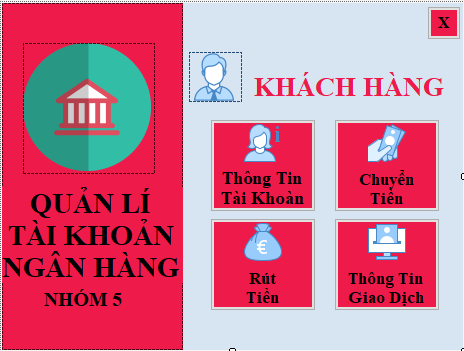 X
KHÁCH HÀNG
Thông Tin
Tài Khoản
Chuyển
Tiền
Rút
Tiền
Thông Tin
Giao Dịch
QUẢN LÍ
TÀI KHOẢN
NGÂN HÀNG
NHÓM 5